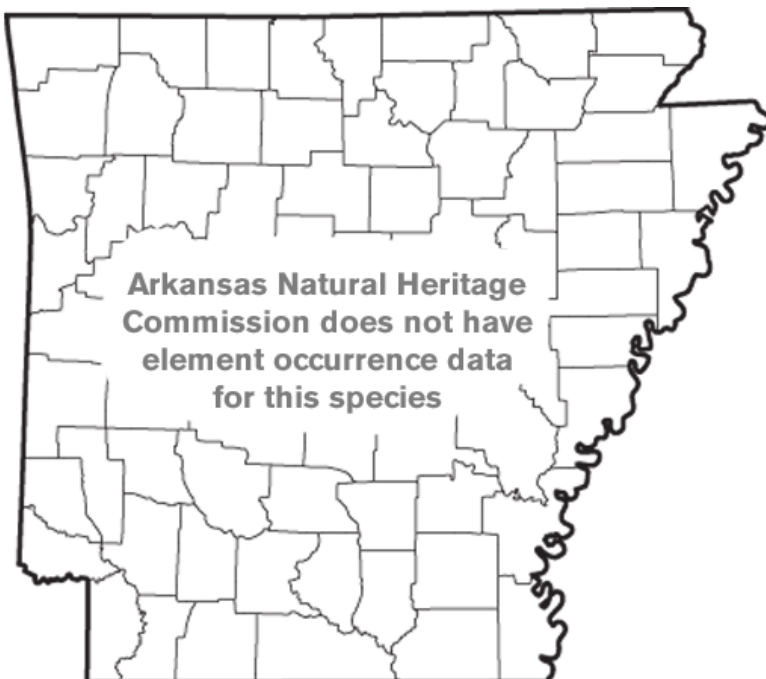 Arkansas Natural Heritage
Commission does not have
element occurrence data
for this species